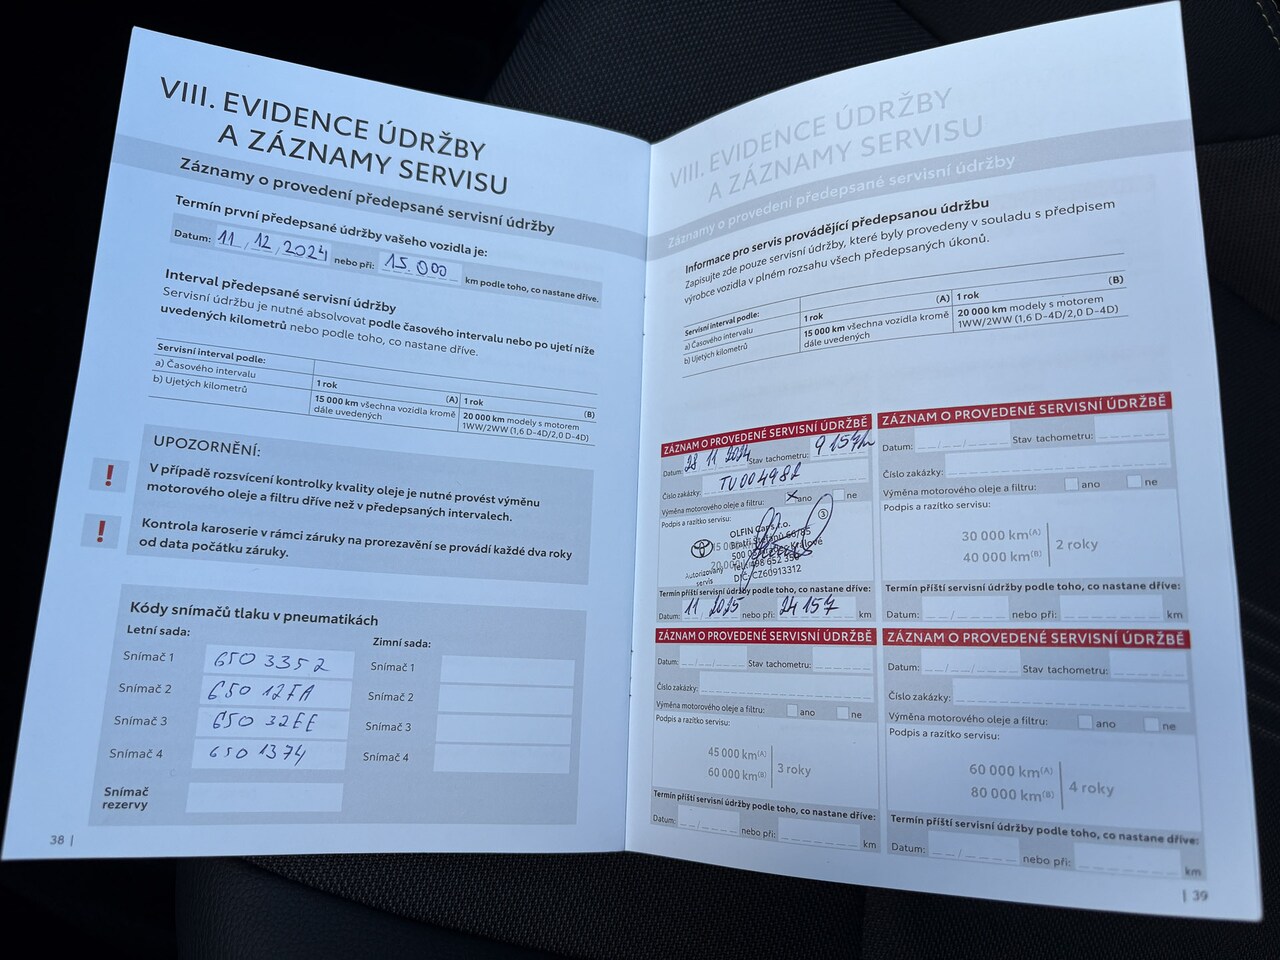 VIII. EVIDENCE ÚDRŽBY
A ZÁZNAMY SERVISU
Záznamy o provedení předepsané servisní údržby
Termín první předepsané údržby vašeho vozidla je:
Datum: 11 / 12 / 2024 nebo při: 15.000 km podle toho, co nastane dříve.
Interval předepsané servisní údržby
Servisní údržbu je nutné absolvovat podle časového intervalu nebo po ujetí níže
uvedených kilometrů nebo podle toho, co nastane dříve.
Servisní interval podle: (A) (B)
a) Časového intervalu 1 rok 1 rok
b) Ujetých kilometrů 15 000 km všechna vozidla kromě 20 000 km modely s motorem
dále uvedených 1WW/2WW (1,6 D-4D/2,0 D-4D)
UPOZORNĚNÍ:
! V případě rozsvícení kontrolky kvality oleje je nutné provést výměnu
motorového oleje a filtru dříve než v předepsaných intervalech.
! Kontrola karoserie v rámci záruky na prorezavění se provádí každé dva roky
od data počátku záruky.
Kódy snímačů tlaku v pneumatikách
Letní sada: Zimní sada:
Snímač 1 650 3352 Snímač 1
Snímač 2 650 12FA Snímač 2
Snímač 3 650 32EE Snímač 3
Snímač 4 650 1374 Snímač 4
Snímač
rezervy
38 |
VIII. EVIDENCE ÚDRŽBY
A ZÁZNAMY SERVISU
Záznamy o provedení předepsané servisní údržby
Informace pro servis provádějící předepsanou údržbu
Zapisujte zde pouze servisní údržby, které byly provedeny v souladu s předpisem
výrobce vozidla v plném rozsahu všech předepsaných úkonů.
Servisní interval podle: (A) (B)
a) Časového intervalu 1 rok 1 rok
b) Ujetých kilometrů 15 000 km všechna vozidla kromě 20 000 km modely s motorem
dále uvedených 1WW/2WW (1,6 D-4D/2,0 D-4D)
ZÁZNAM O PROVEDENÉ SERVISNÍ ÚDRŽBĚ
Datum: 28 11 2024 Stav tachometru: 9 157
Číslo zakázky: TU004982
Výměna motorového oleje a filtru: x ano ne
Podpis a razítko servisu:
3
OLFIN Car s.r.o.
500 Králové
Autorizovaný
servis
DIČ: CZ60913312
Termín příští servisní údržby podle toho, co nastane dříve:
Datum: 11 2025 nebo při: 24 157 km
ZÁZNAM O PROVEDENÉ SERVISNÍ ÚDRŽBĚ
Datum: / / Stav tachometru:
Číslo zakázky:
Výměna motorového oleje a filtru: ano ne
Podpis a razítko servisu:
30 000 km(A)
40 000 km(B) 2 roky
Termín příští servisní údržby podle toho, co nastane dříve:
Datum: / nebo při: km
ZÁZNAM O PROVEDENÉ SERVISNÍ ÚDRŽBĚ
Datum: / / Stav tachometru:
Číslo zakázky:
Výměna motorového oleje a filtru: ano ne
Podpis a razítko servisu:
45 000 km(A)
60 000 km(B) 3 roky
Termín příští servisní údržby podle toho, co nastane dříve:
Datum: / nebo při: km
ZÁZNAM O PROVEDENÉ SERVISNÍ ÚDRŽBĚ
Datum: / / Stav tachometru:
Číslo zakázky:
Výměna motorového oleje a filtru: ano ne
Podpis a razítko servisu:
60 000 km(A)
80 000 km(B) 4 roky
Termín příští servisní údržby podle toho, co nastane dříve:
Datum: / nebo při: km
| 39